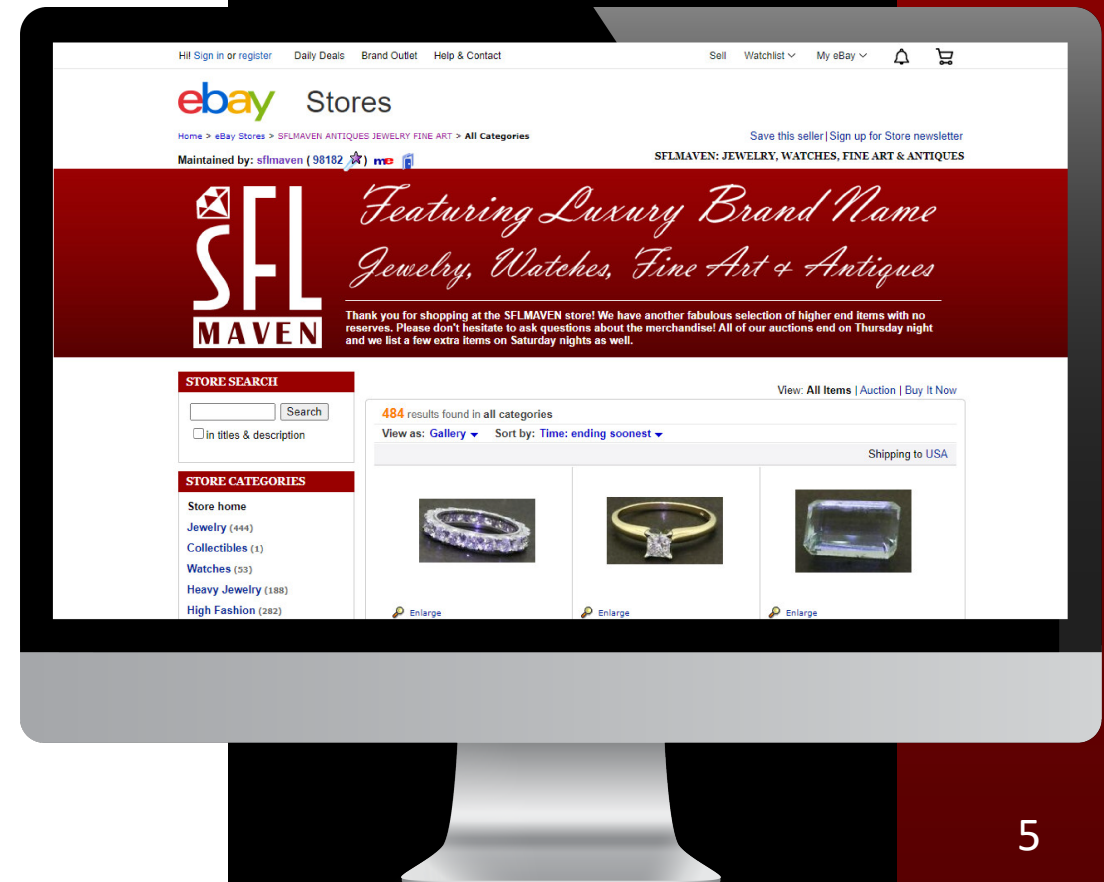 Hi! Sign in or register Daily Deals Brand Outlet Help & Contact Sell Watchlist My eBay
ebay Stores
Home > eBay Stores > SFLMAVEN ANTIQUES JEWELRY FINE ART > All Categories
Save this seller | Sign up for Store newsletter
Maintained by: sflmaven ( 98182 ) me
SFLMAVEN: JEWELRY, WATCHES, FINE ART & ANTIQUES
SFL
MAVEN
Featuring Luxury Brand Name
Jewelry, Watches, Fine Art & Antiques
Thank you for shopping at the SFLMAVEN store! We have another fabulous selection of higher end items with no
reserves. Please don't hesitate to ask questions about the merchandise! All of our auctions end on Thursday night
and we list a few extra items on Saturday nights as well.
STORE SEARCH
Search
in titles & description
STORE CATEGORIES
Store home
Jewelry (444)
Collectibles (1)
Watches (53)
Heavy Jewelry (188)
High Fashion (282)
View: All Items | Auction | Buy It Now
484 results found in all categories
View as: Gallery Sort by: Time: ending soonest
Shipping to USA
Enlarge Enlarge Enlarge
5